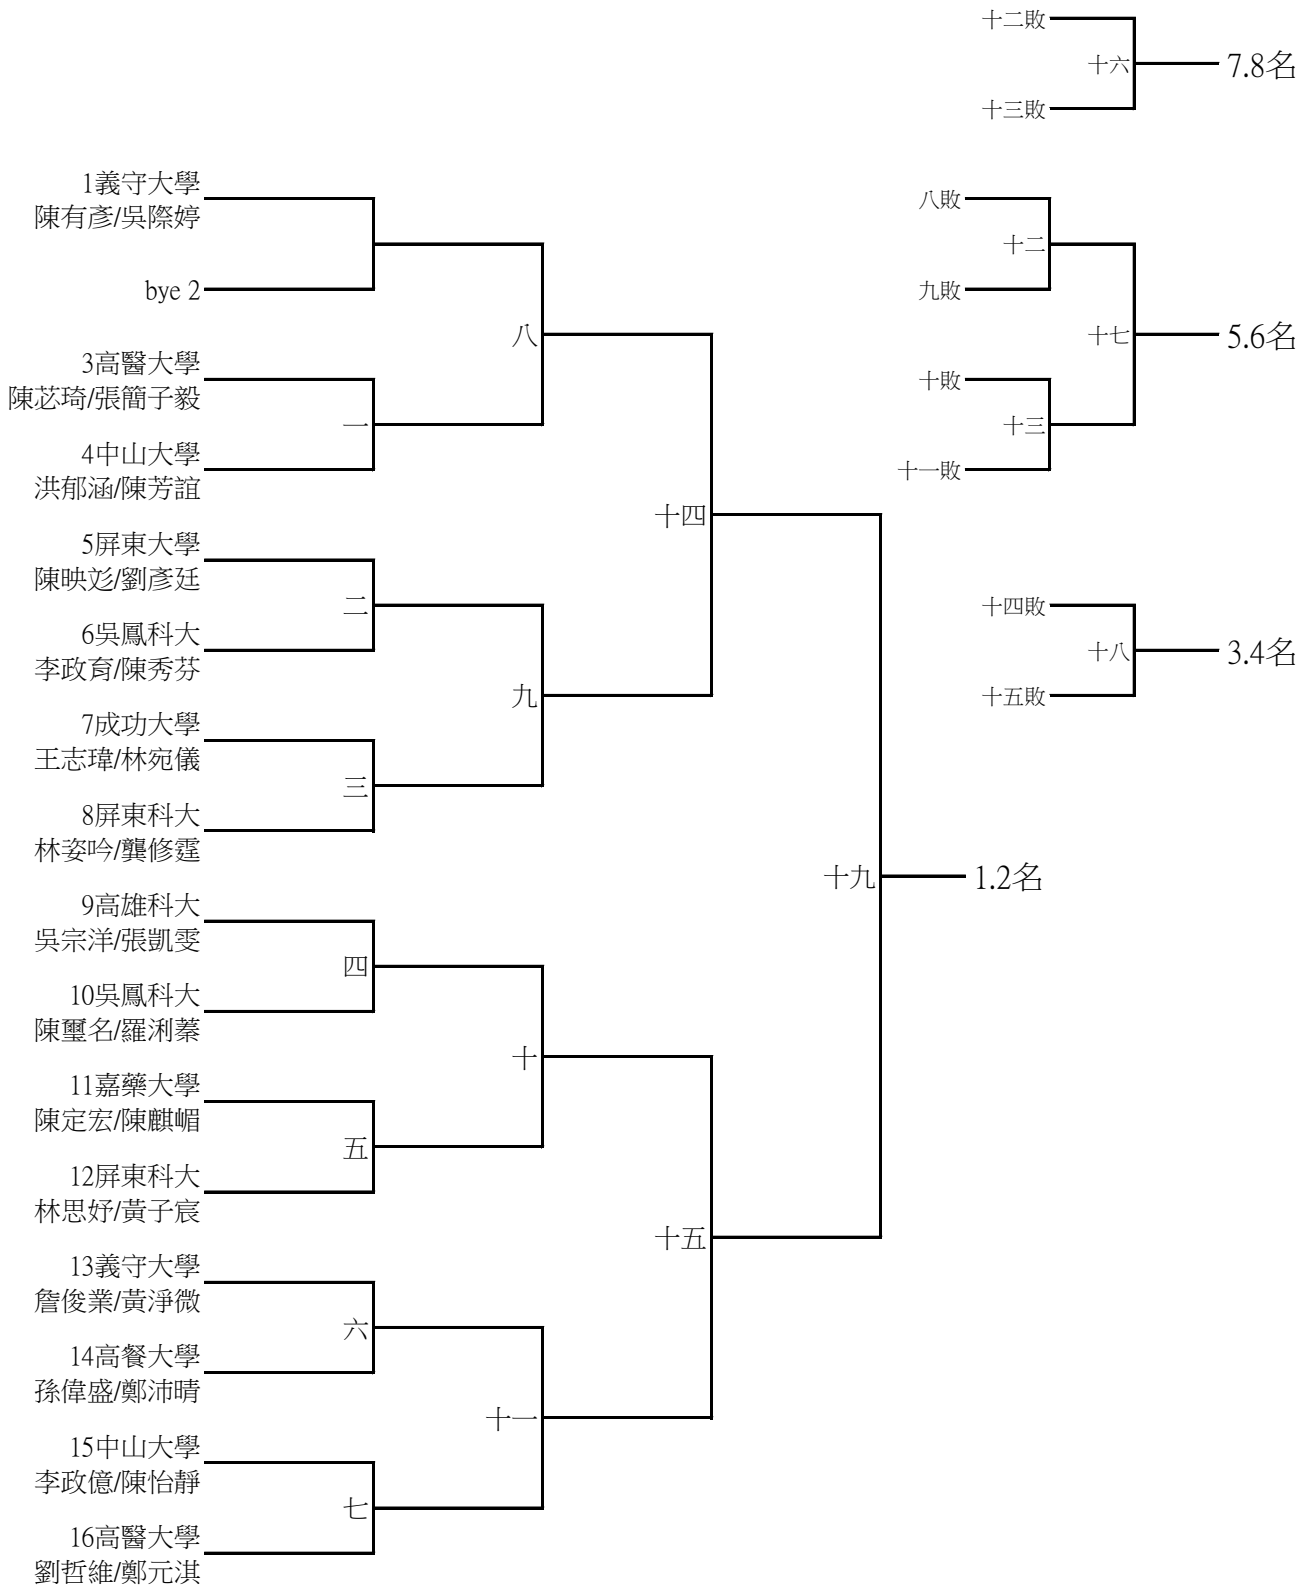 十二敗
十六
7.8名
十三敗
1義守大學
陳有彥/吳際婷
bye 2
八
3高醫大學
陳苾琦/張簡子毅
一
4中山大學
洪郁涵/陳芳誼
十四
5屏東大學
陳映彣/劉彥廷
二
6吳鳳科大
李政育/陳秀芬
九
7成功大學
王志瑋/林宛儀
三
8屏東科大
林姿吟/龔修霆
十九
1.2名
9高雄科大
吳宗洋/張凱雯
四
10吳鳳科大
陳璽名/羅浰蓁
十
11嘉藥大學
陳定宏/陳麒嵋
五
12屏東科大
林思妤/黃子宸
十五
13義守大學
詹俊業/黃淨微
六
14高餐大學
孫偉盛/鄭沛晴
十一
15中山大學
李政億/陳怡靜
七
16高醫大學
劉哲維/鄭元淇
八敗
十二
九敗
十七
5.6名
十敗
十三
十一敗
十四敗
十八
3.4名
十五敗